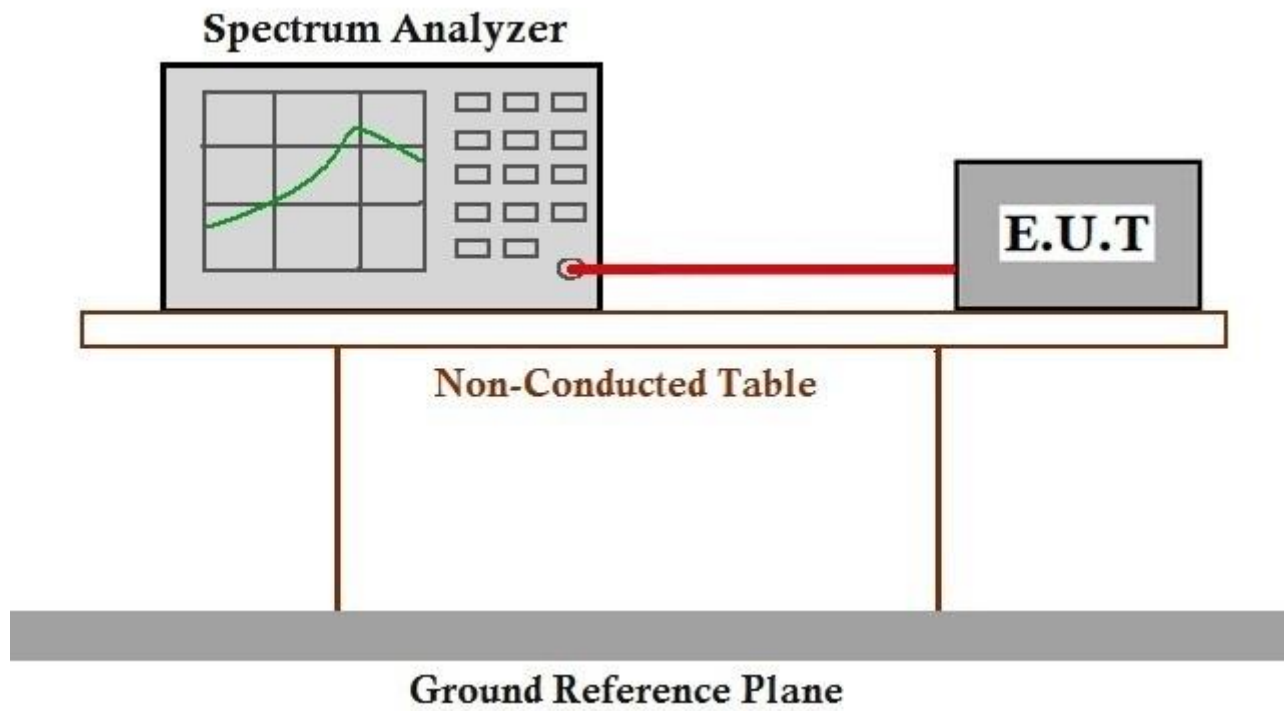 Spectrum Analyzer
E.U.T
Non-Conducted Table
Ground Reference Plane